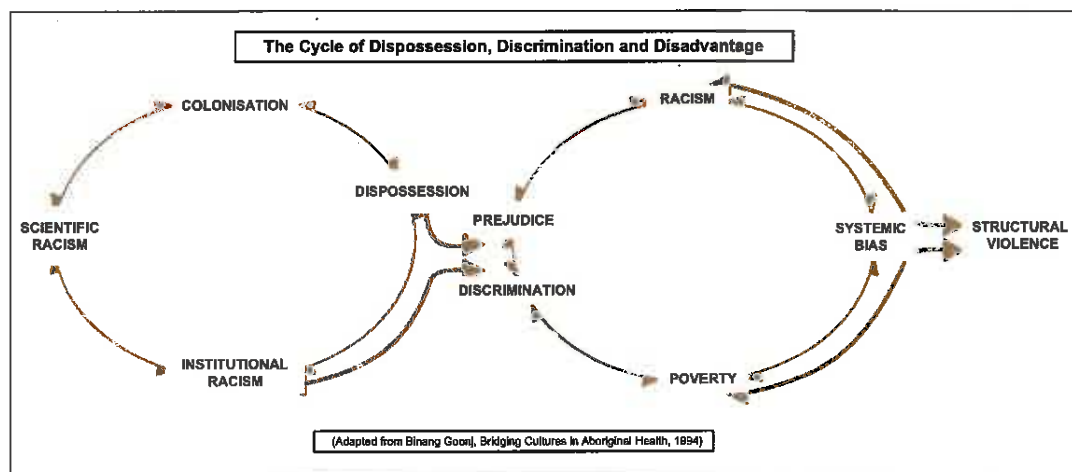 The Cycle of Dispossession, Discrimination and Disadvantage
COLONISATION
RACISM
DISPOSSESSION
SCIENTIFIC
RACISM
PREJUDICE
SYSTEMIC
BIAS
STRUCTURAL
VIOLENCE
DISCRIMINATION
INSTITUTIONAL
RACISM
POVERTY
(Adapted from Binang Goonj, Bridging Cultures in Aboriginal Health, 1994)